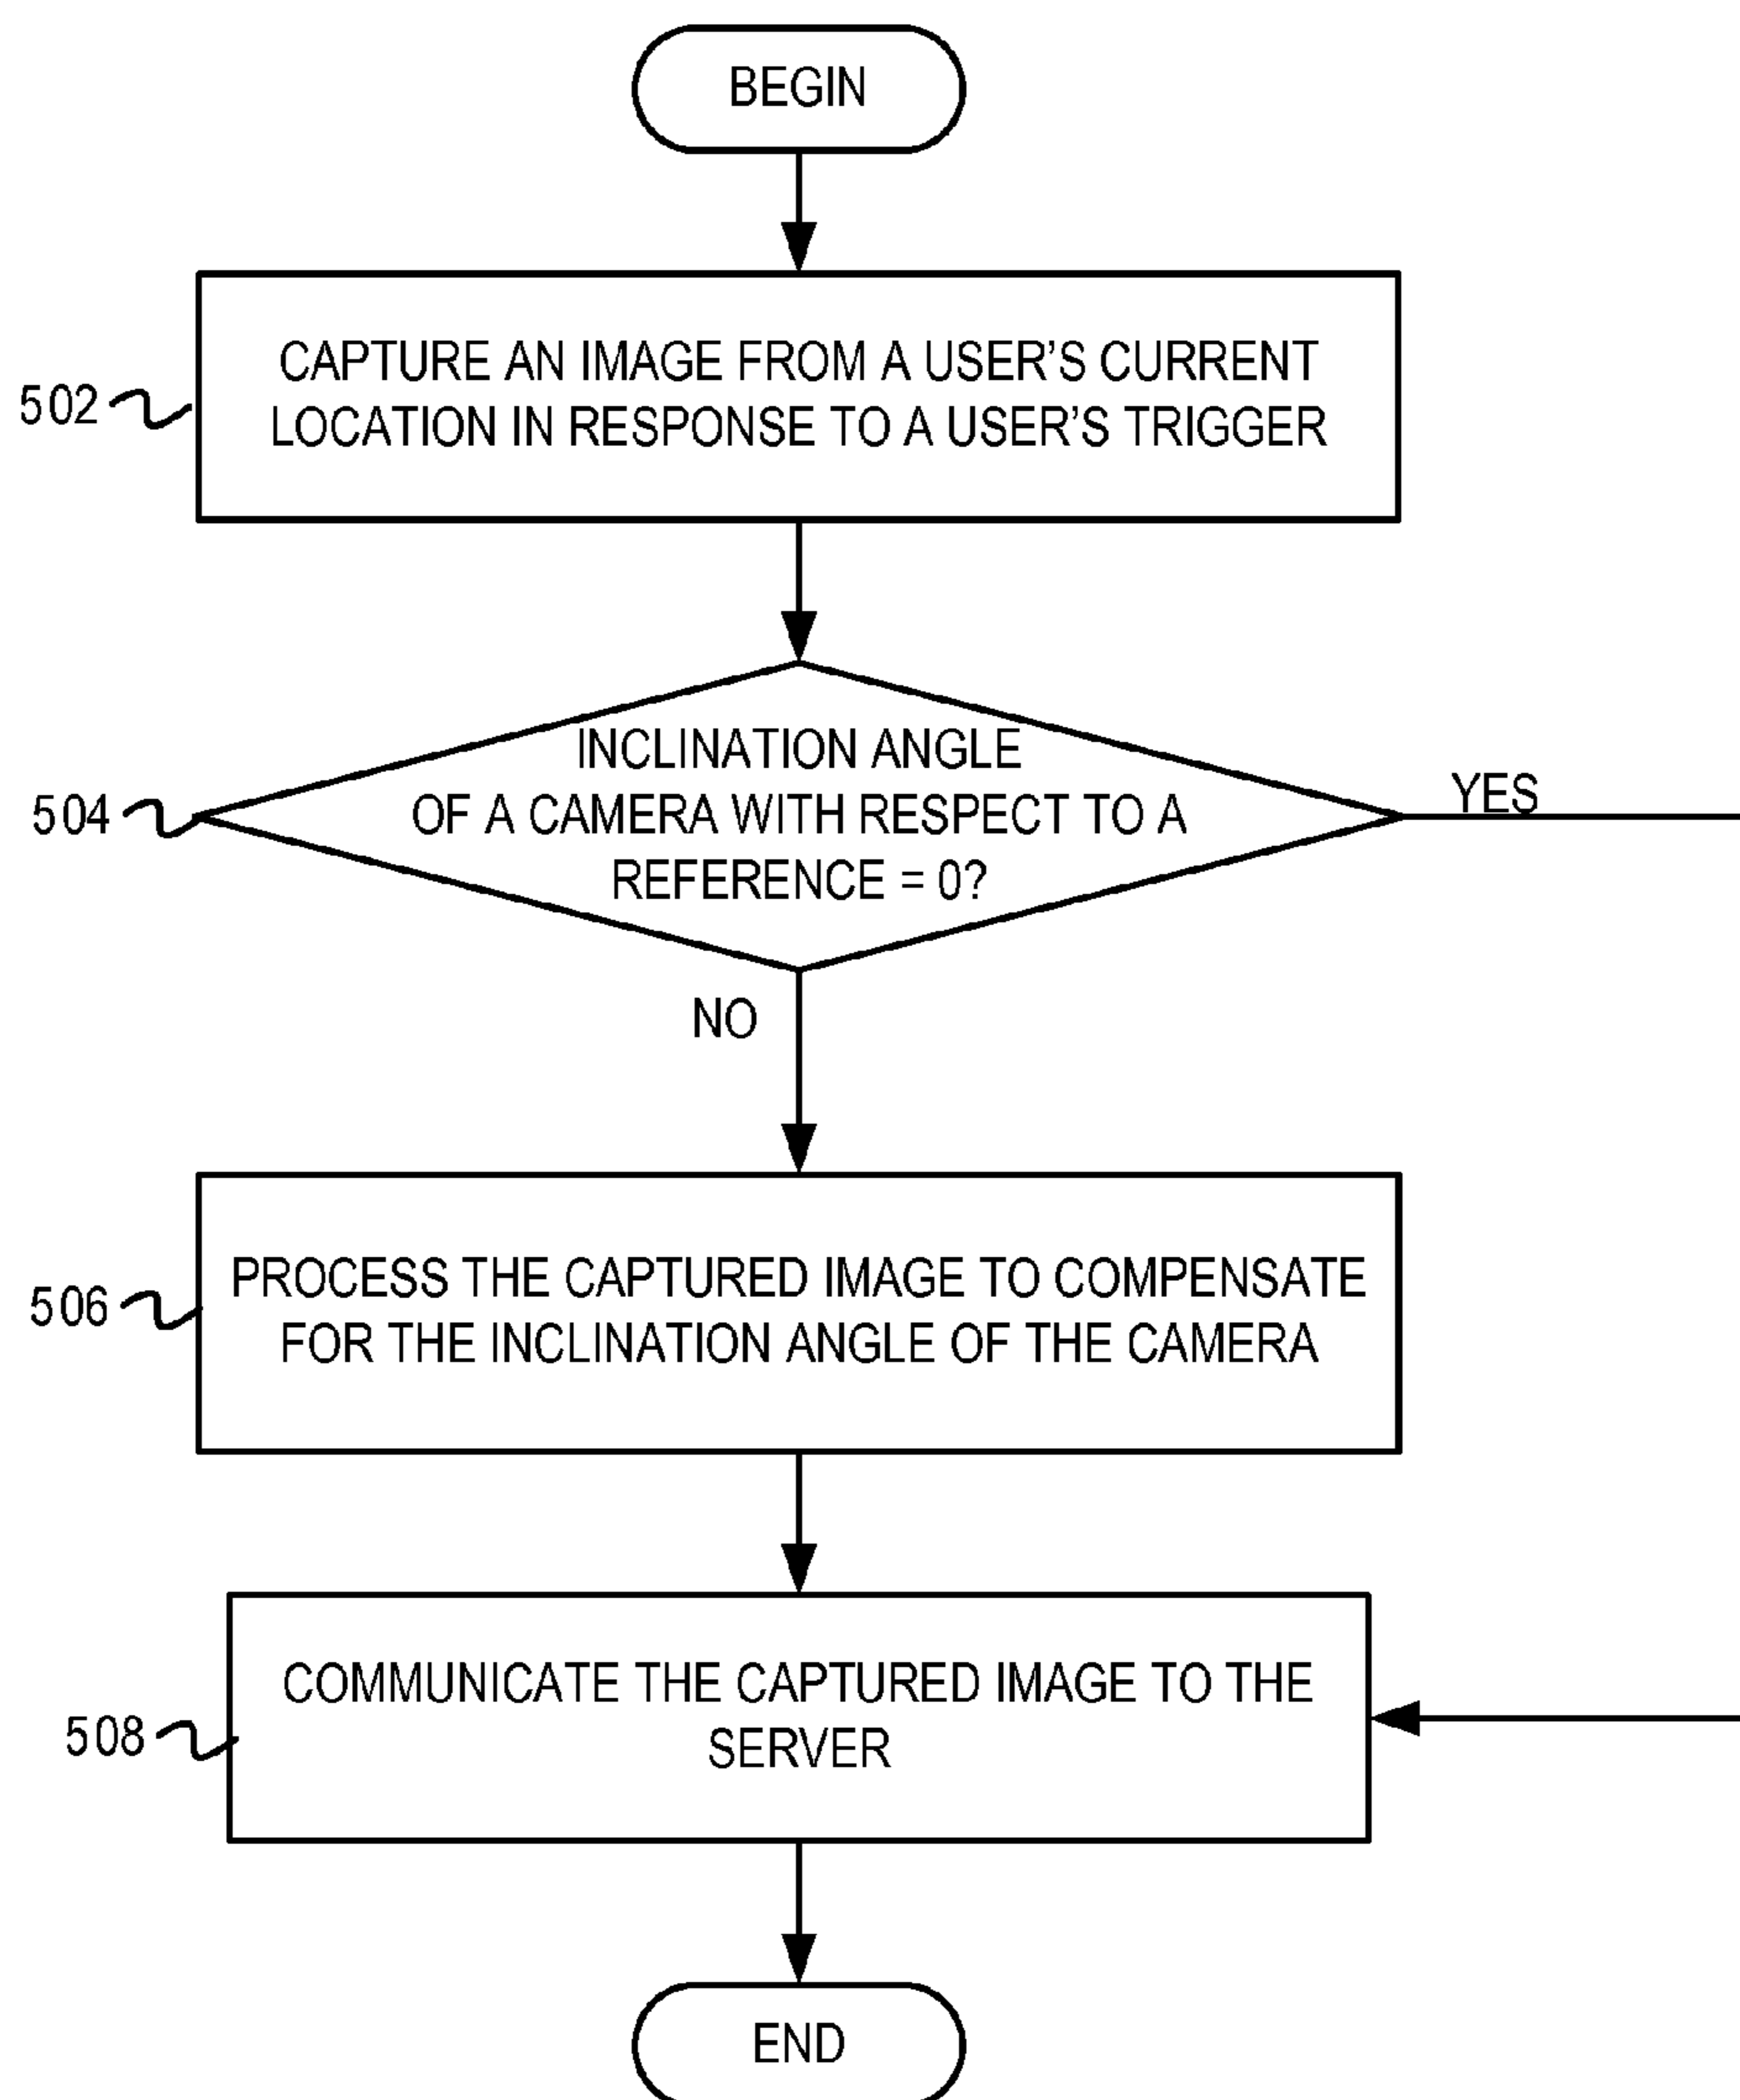 BEGIN
502
CAPTURE AN IMAGE FROM A USER'S CURRENT
LOCATION IN RESPONSE TO A USER'S TRIGGER
504
INCLINATION ANGLE
OF A CAMERA WITH RESPECT TO A
REFERENCE = 0?
YES
NO
506
PROCESS THE CAPTURED IMAGE TO COMPENSATE
FOR THE INCLINATION ANGLE OF THE CAMERA
508
COMMUNICATE THE CAPTURED IMAGE TO THE
SERVER
END